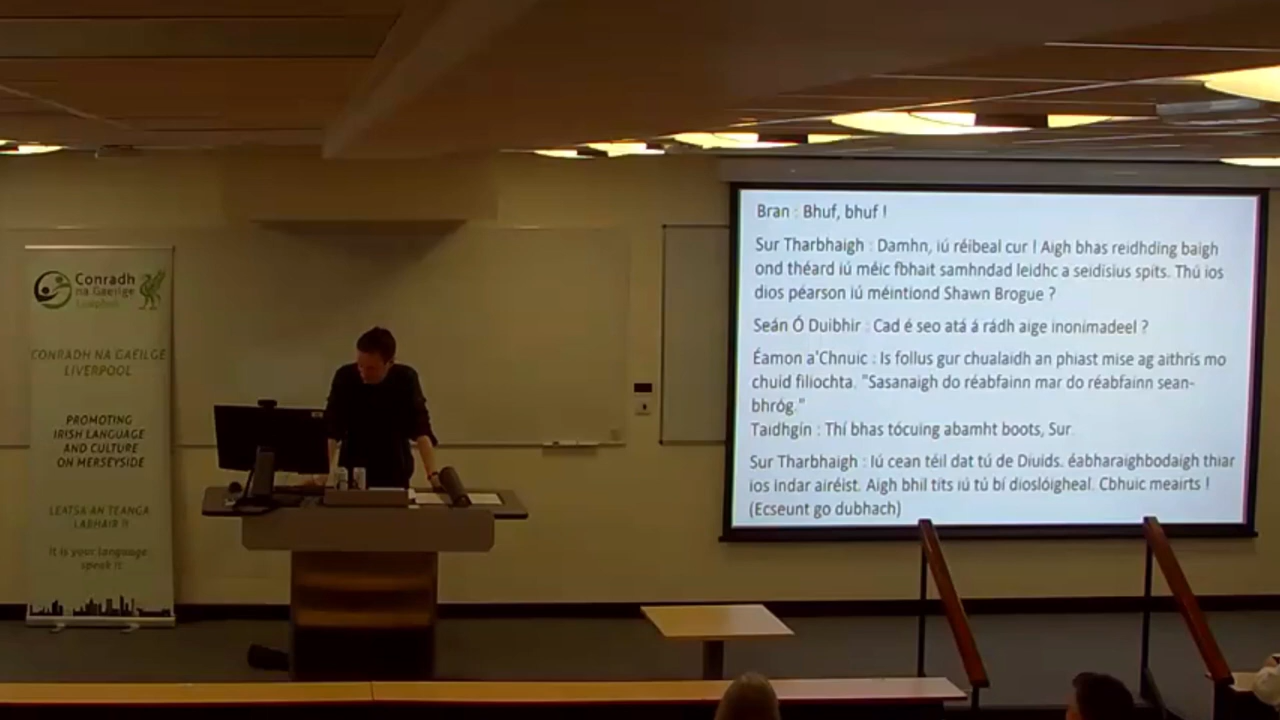 Conradh
na Gaeilge
Liverpool
CONRADH NA GAEILGE
LIVERPOOL
PROMOTING
IRISH LANGUAGE
AND CULTURE
ON MERSEYSIDE
LEATSA AN TEANGA
LABHAIR Í!
It is your language
speak it
Bran : Bhuf, bhuf !
Sur Tharbhaigh : Damhn, iú réibeal cur ! Aigh bhas reidhding baigh
ond théard iú méic fbhait samhndad leidhc a seidisius spits. Thú ios
dios péarson iú méintiond Shawn Brogue ?
Seán Ó Duibhir : Cad é seo atá á rádh aige inonimadeel ?
Éamon a'Chnuic : Is follus gur chualaidh an phiast mise ag aithris mo
chuid filiochta. "Sasanaigh do réabfainn mar do réabfainn sean-
bhróg."
Taidhgín : Thí bhas tócuing abamht boots, Sur.
Sur Tharbhaigh : Iú cean téil dat tú de Diuids. éabharaighbodaigh thiar
ios indar airéist. Aigh bhil tits iú tú bí dioslóigheal. Cbhuic meairts !
(Ecseunt go dubhach)